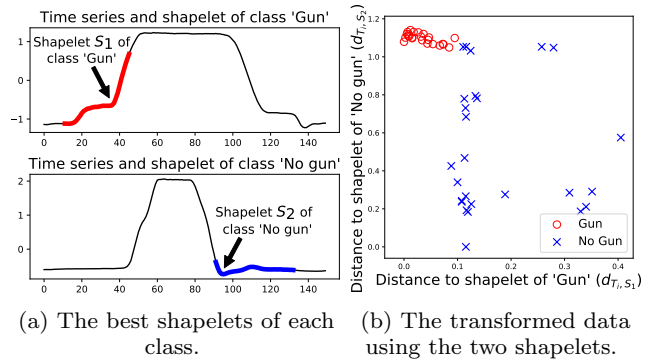 Time series and shapelet of class 'Gun'
Shapelet S1 of
class 'Gun'
1
0
−1
0 20 40 60 80 100 120 140
Time series and shapelet of class 'No gun'
2
Shapelet S2 of
class 'No gun'
0
0 20 40 60 80 100 120 140
(a) The best shapelets of each
class.
Distance to shapelet of 'No gun' (dTi,S2)
1.2
1.0
0.8
0.6
0.4
0.2
0.0
Gun
No Gun
0.0 0.1 0.2 0.3 0.4
Distance to shapelet of 'Gun' (dTi,S1)
(b) The transformed data
using the two shapelets.